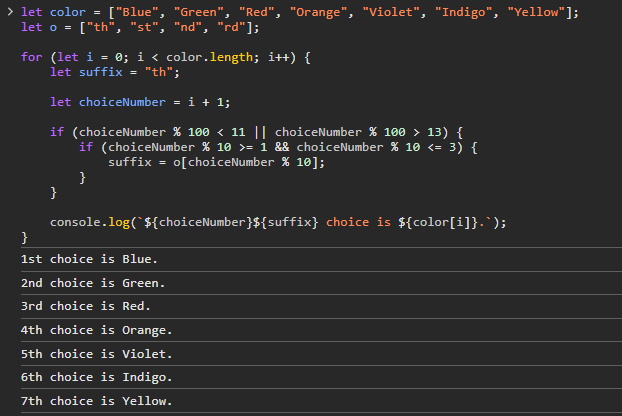 > let color = ["Blue", "Green", "Red", "Orange", "Violet", "Indigo", "Yellow"];
let o = ["th", "st", "nd", "rd"];
for (let i = 0; i < color.length; i++) {
let suffix = "th";
let choiceNumber = i + 1;
if (choiceNumber % 100 < 11 || choiceNumber % 100 > 13) {
if (choiceNumber % 10 >= 1 && choiceNumber % 10 <= 3) {
suffix = o[choiceNumber % 10];
}
}
console.log(`${choiceNumber}${suffix} choice is ${color[i]}.`);
}
1st choice is Blue.
2nd choice is Green.
3rd choice is Red.
4th choice is Orange.
5th choice is Violet.
6th choice is Indigo.
7th choice is Yellow.